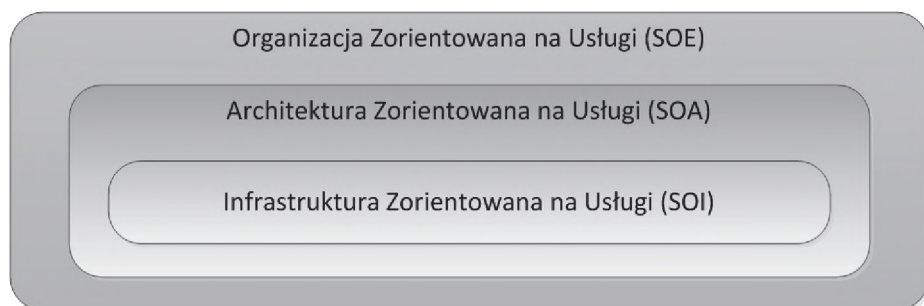 Organizacja Zorientowana na Usługi (SOE)
Architektura Zorientowana na Usługi (SOA)
Infrastruktura Zorientowana na Usługi (SOI)